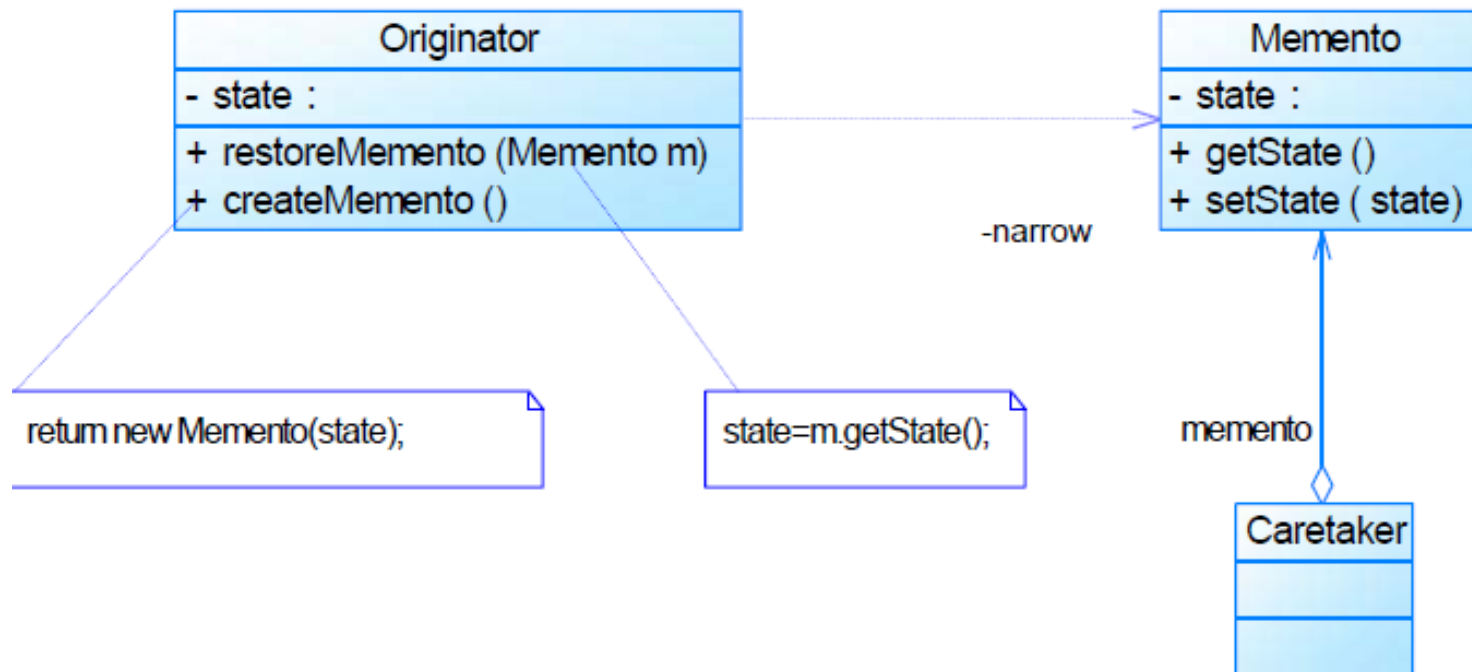 Originator
- state :
+ restoreMemento (Memento m)
+ createMemento ()
Memento
- state :
+ getState ()
+ setState ( state)
-narrow
return new Memento(state);
state=m.getState();
memento
Caretaker